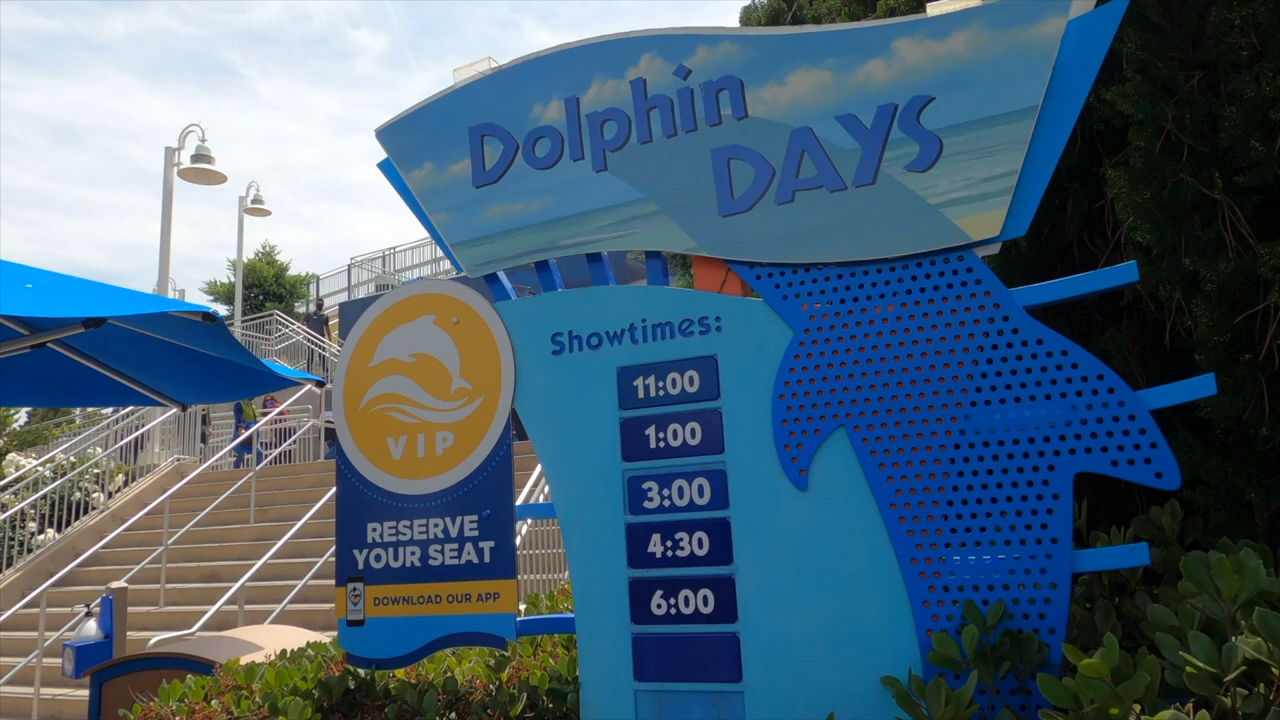 Dolphin
DAYS
Showtimes:
11:00
1:00
3:00
4:30
6:00
VIP
RESERVE
YOUR SEAT
DOWNLOAD OUR APP